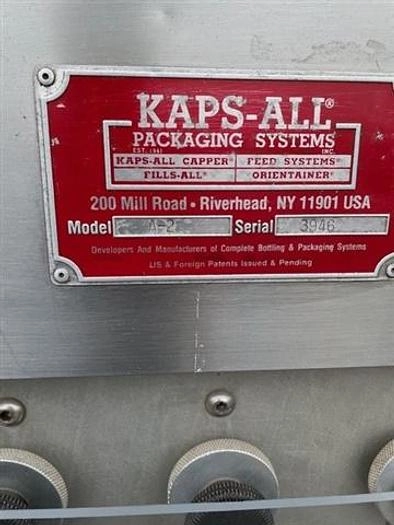 KAPS-ALL®
PACKAGING SYSTEMS
EST. 1941 INC.
KAPS-ALL CAPPER® FEED SYSTEMS®
FILLS-ALL® ORIENTAINER®
200 Mill Road • Riverhead, NY 11901 USA
Model A-2 Serial 3946
Developers And Manufacturers of Complete Bottling & Packaging Systems
US & Foreign Patents Issued & Pending